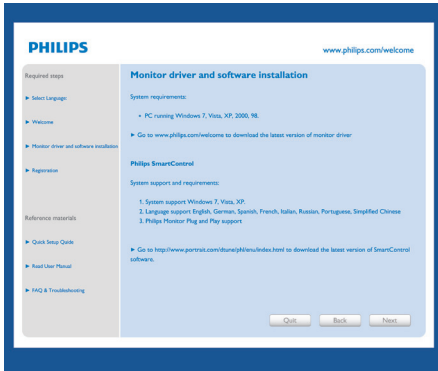 PHILIPS
www.philips.com/welcome
Required steps
► Select Language:
► Welcome
► Monitor driver and software installation
► Registration
Reference materials
► Quick Setup Guide
► Read User Manual
► FAQ & Troubleshooting
Monitor driver and software installation
System requirements:
• PC running Windows 7, Vista, XP, 2000, 98.
► Go to www.philips.com/welcome to download the latest version of monitor driver
Philips SmartControl
System support and requirements:
1. System support Windows 7, Vista, XP.
2. Language support English, German, Spanish, French, Italian, Russian, Portuguese, Simplified Chinese
3. Philips Monitor Plug and Play support
► Go to http://www.portrait.com/dtune/phl/enu/index.html to download the latest version of SmartControl
software.
Quit
Back
Next